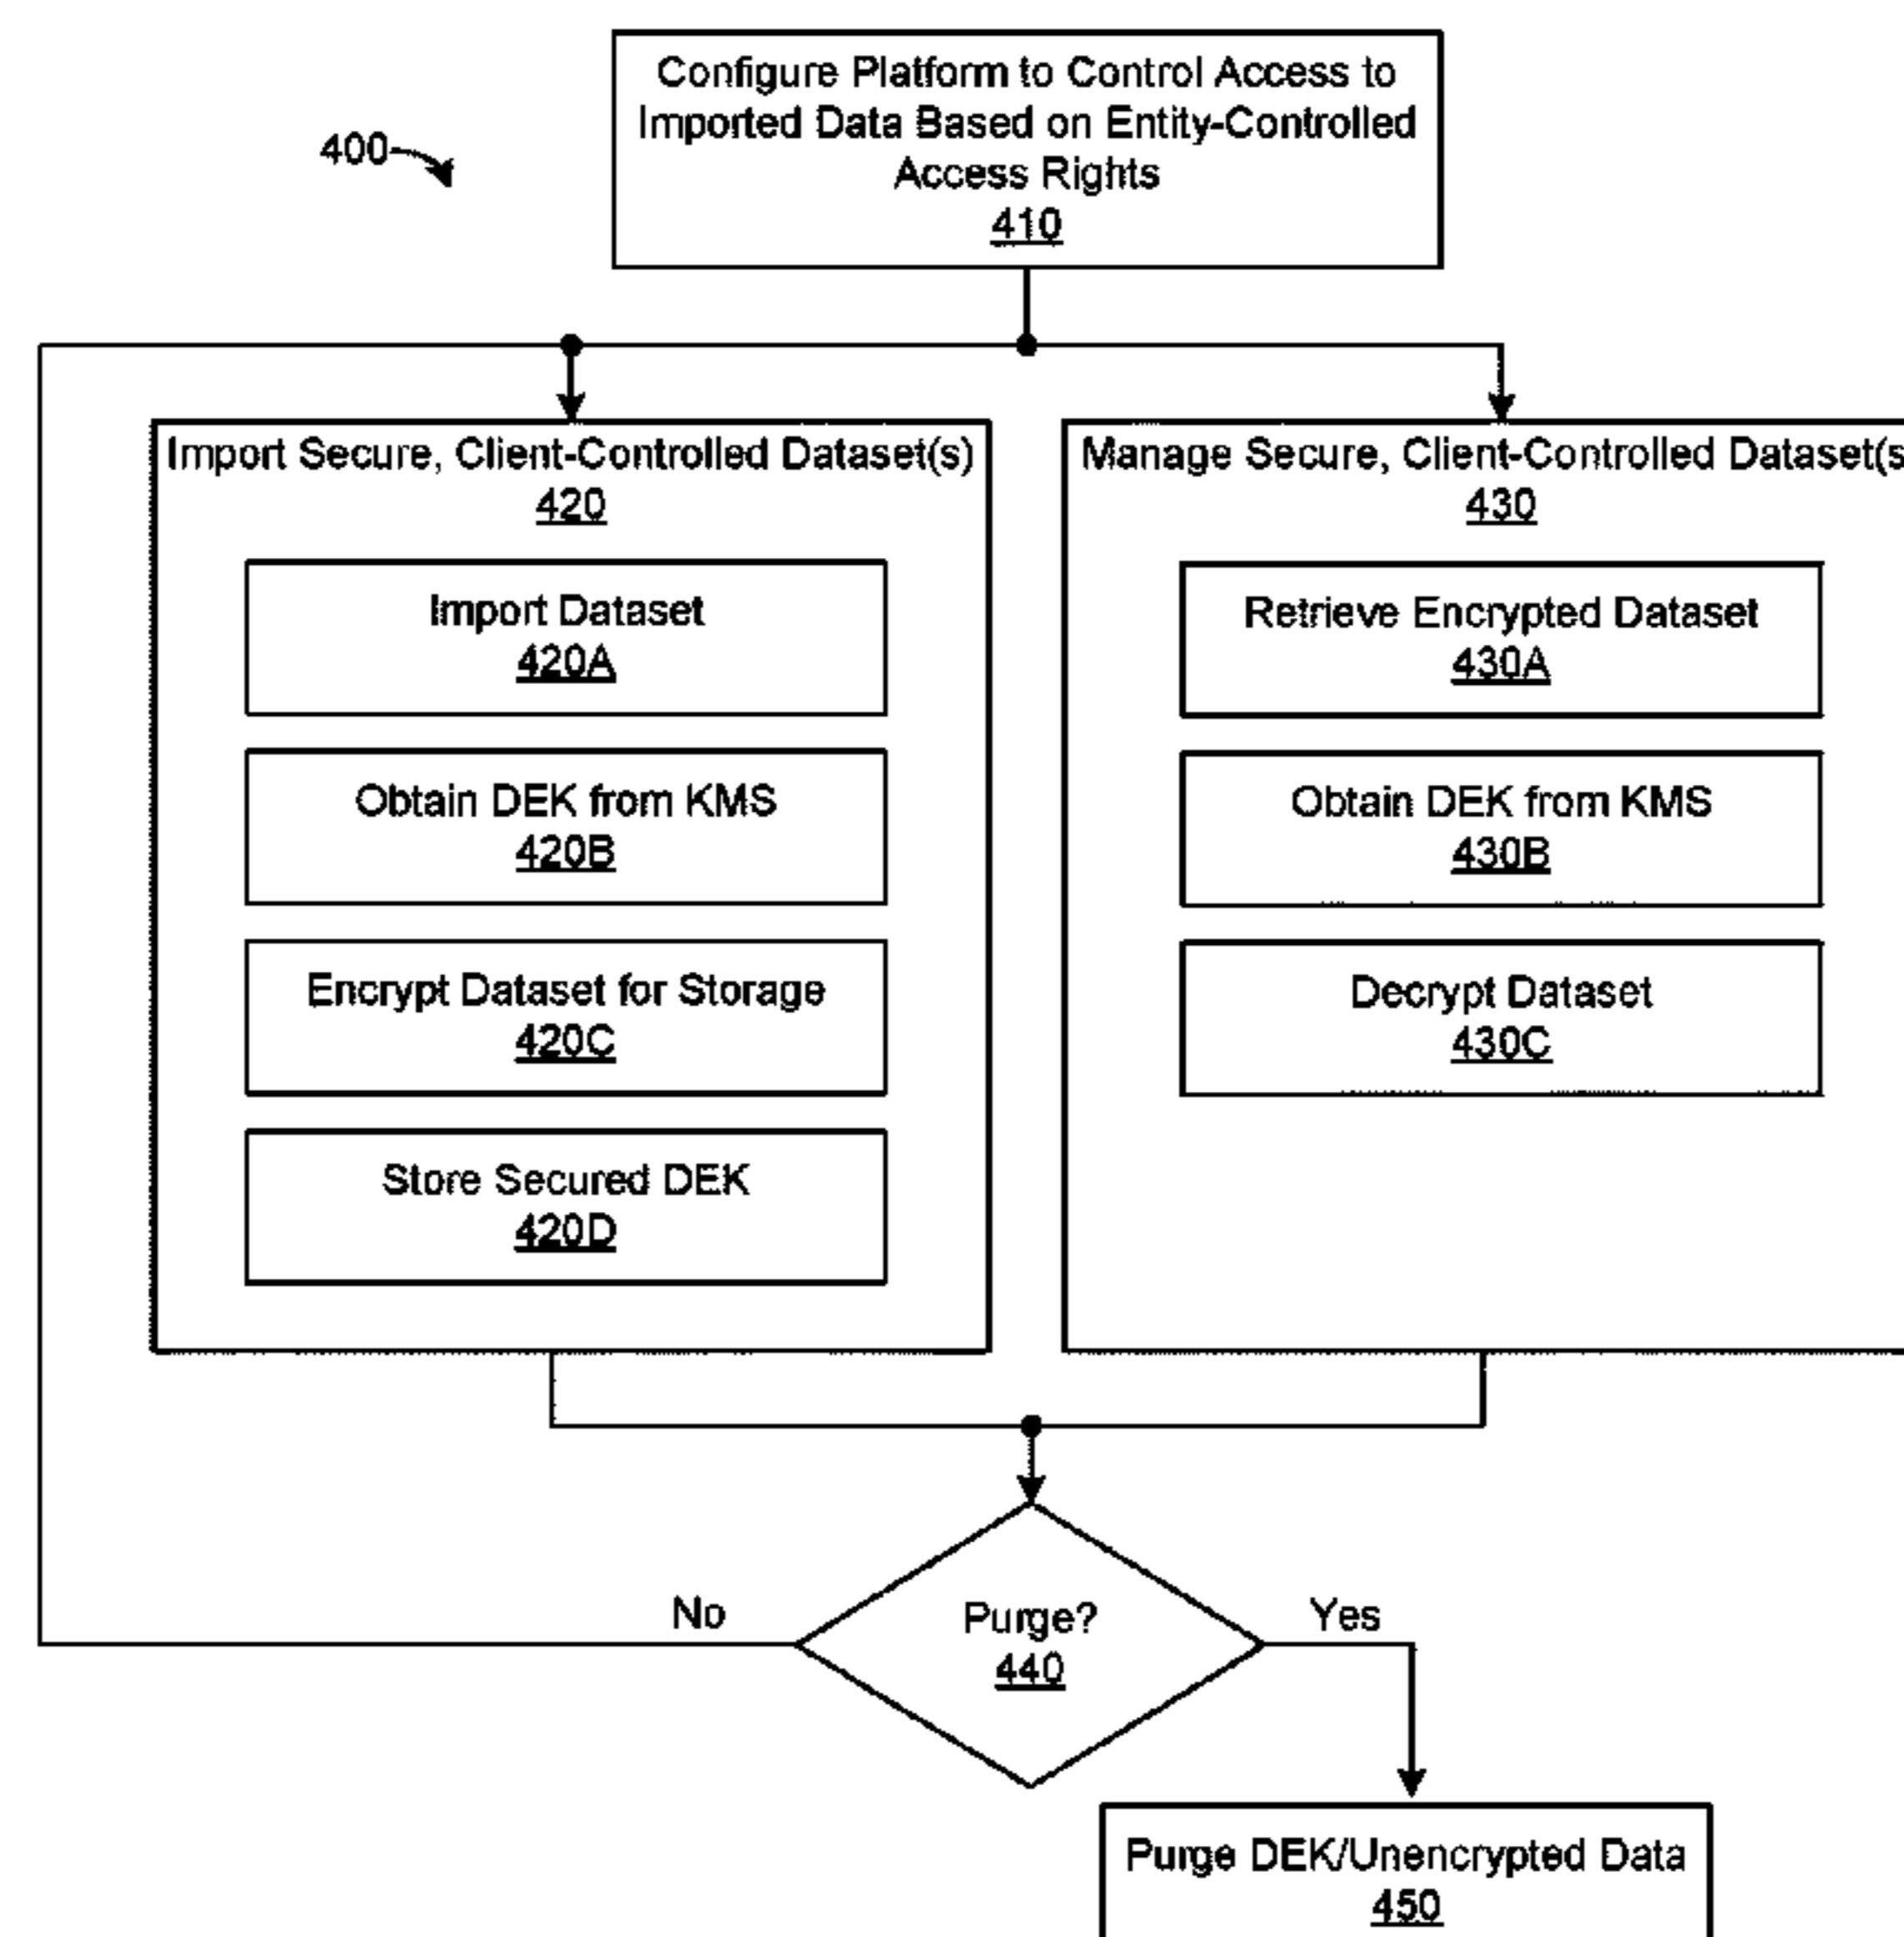 Configure Platform to Control Access to
Imported Data Based on Entity-Controlled
Access Rights
410
400
Import Secure, Client-Controlled Dataset(s)
420
Import Dataset
420A
Obtain DEK from KMS
420B
Encrypt Dataset for Storage
420C
Store Secured DEK
420D
Manage Secure, Client-Controlled Dataset(s
430
Retrieve Encrypted Dataset
430A
Obtain DEK from KMS
430B
Decrypt Dataset
430C
Purge?
440
No
Yes
Purge DEK/Unencrypted Data
450